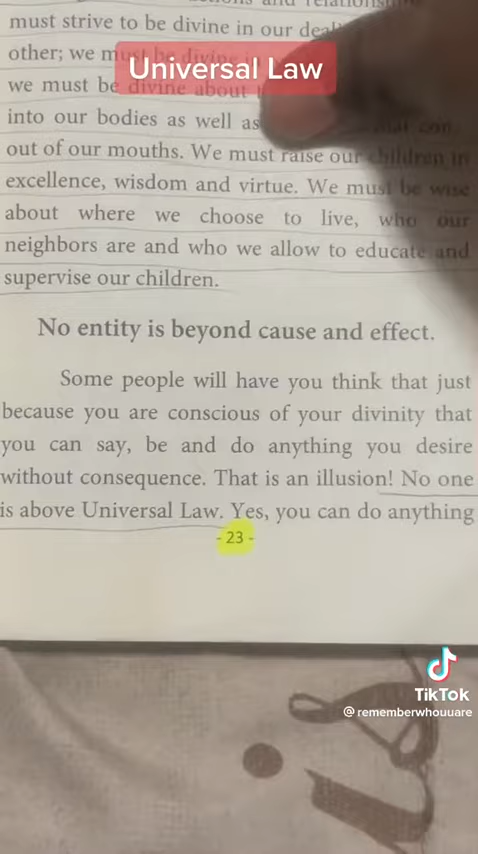 must strive to be divine in our
other; we must be divine
Universal Law
we must be divine about
into our bodies as well as
out of our mouths. We must raise our children in
excellence, wisdom and virtue. We must be wise
about where we choose to live, who our
neighbors are and who we allow to educate and
supervise our children.
No entity is beyond cause and effect.
Some people will have you think that just
because you are conscious of your divinity that
you can say, be and do anything you desire
without consequence. That is an illusion! No one
is above Universal Law. Yes, you can do anything
- 23 -
TikTok
@rememberwhouuare